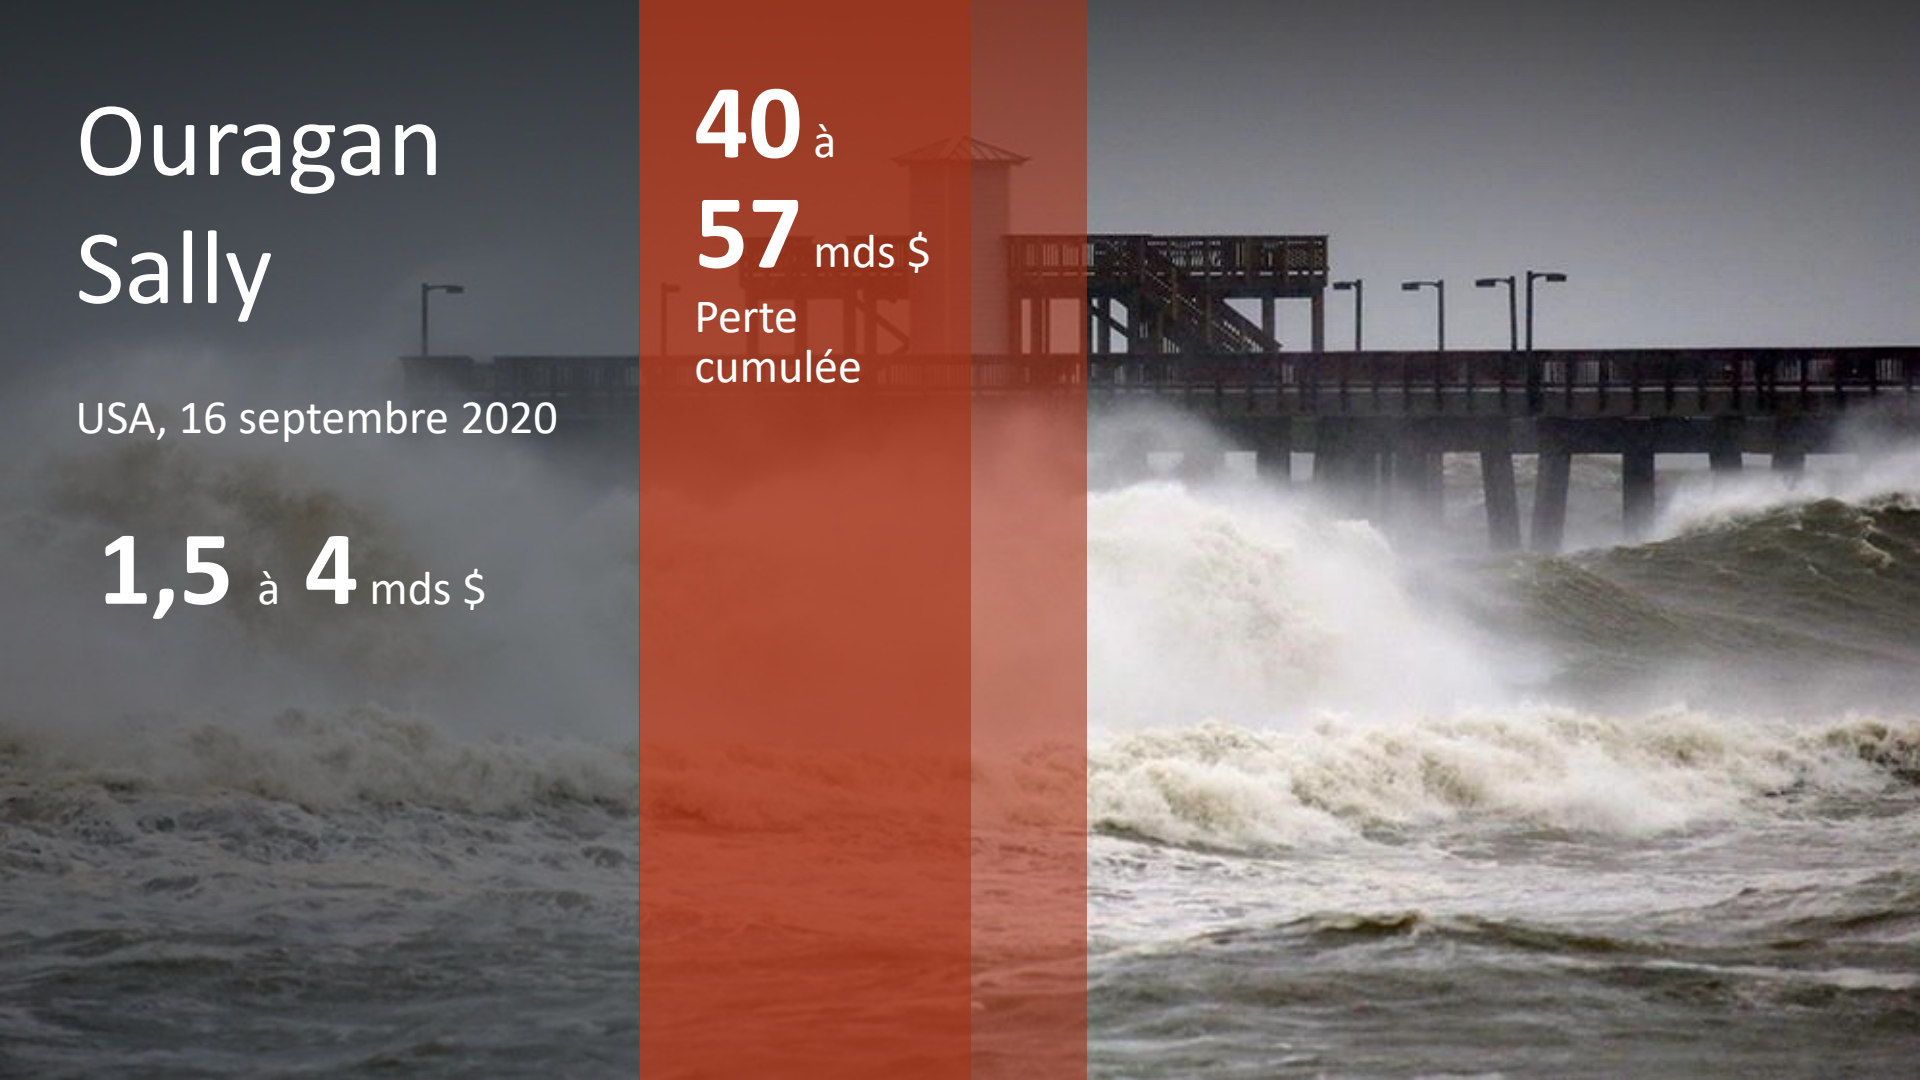 Ouragan
Sally
USA, 16 septembre 2020
1,5 à 4 mds $
40 à
57 mds $
Perte
cumulée